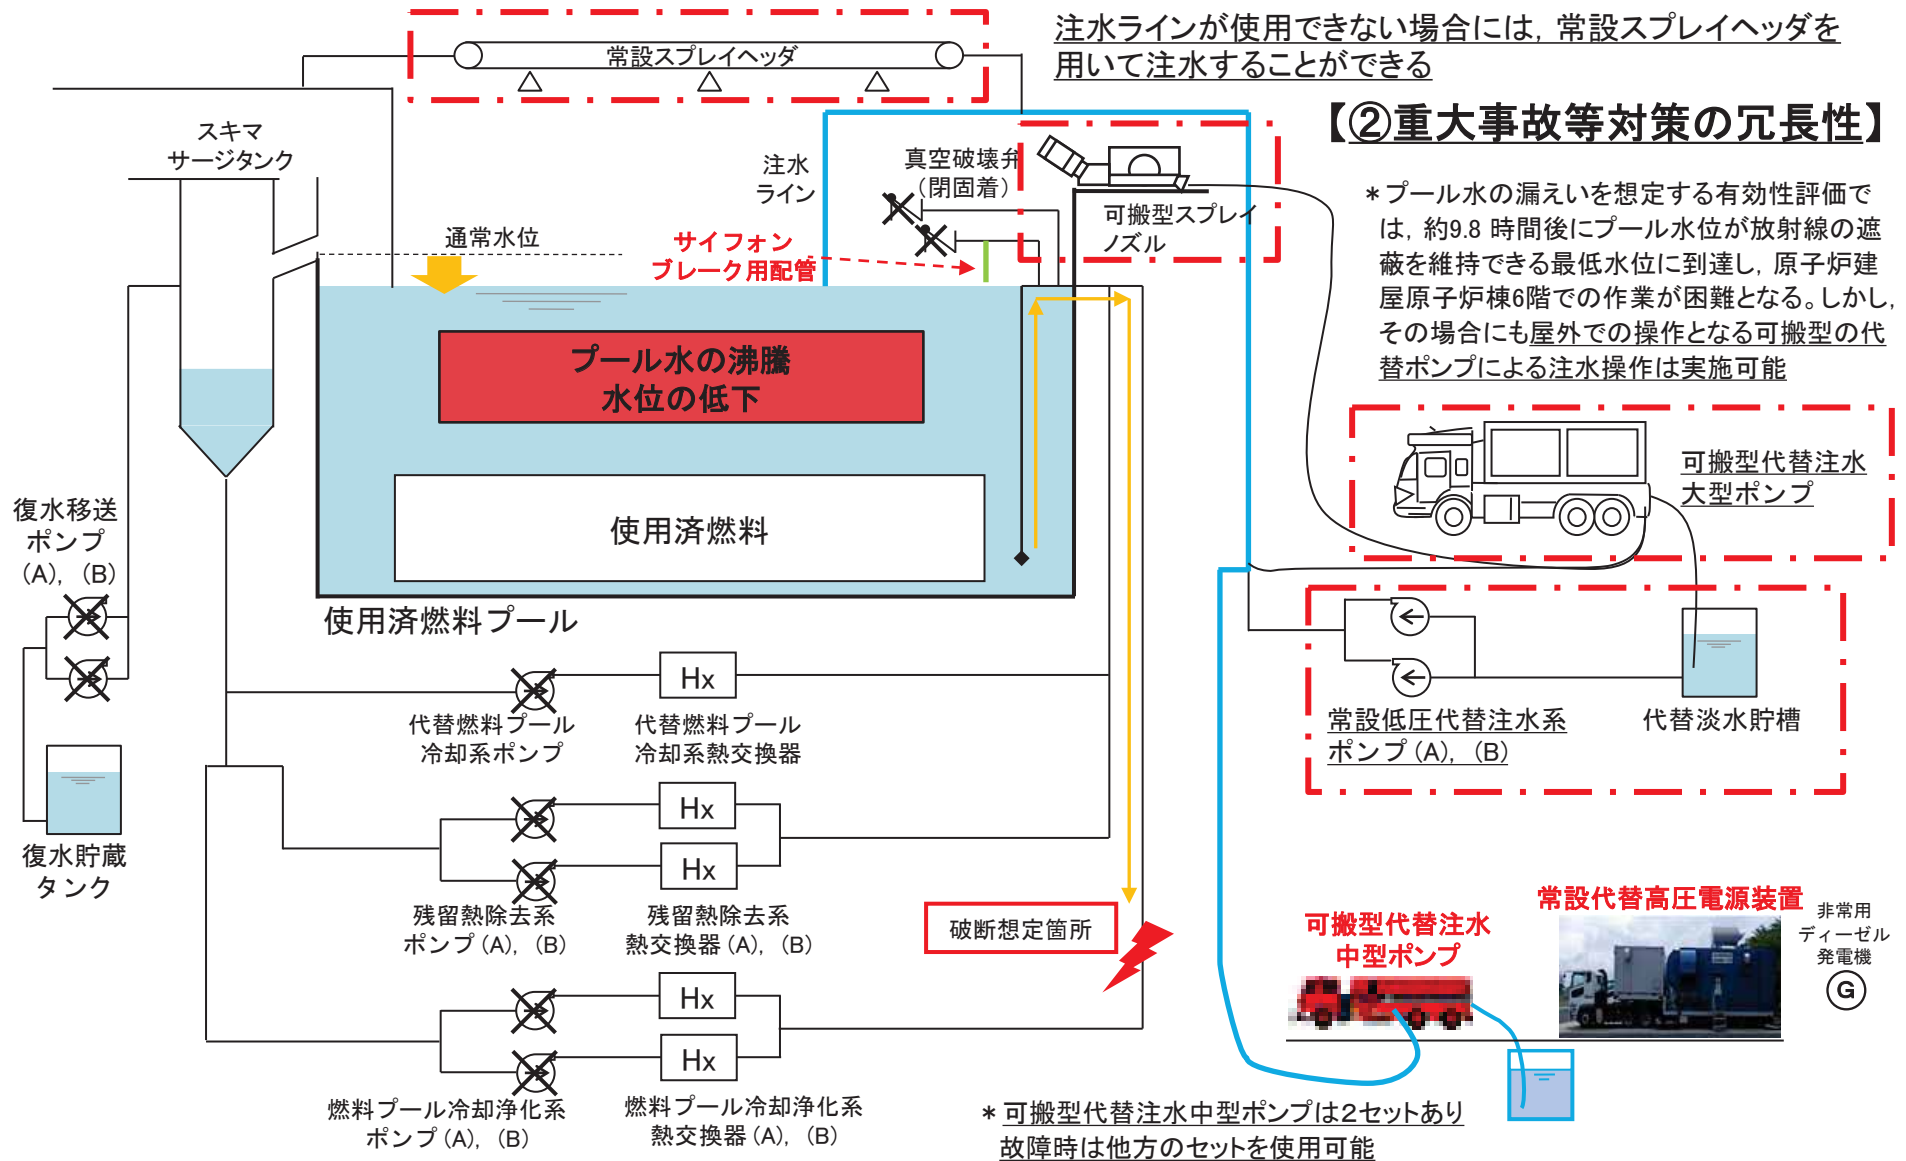 注水ラインが使用できない場合には，常設スプレイヘッダを
用いて注水することができる
【②重大事故等対策の冗長性】
＊プール水の漏えいを想定する有効性評価で
は，約9.8 時間後にプール水位が放射線の遮
蔽を維持できる最低水位に到達し，原子炉建
屋原子炉棟6階での作業が困難となる。しかし，
その場合にも屋外での操作となる可搬型の代
替ポンプによる注水操作は実施可能
常設スプレイヘッダ
スキマ
サージタンク
注水
ライン
真空破壊弁
（閉固着）
可搬型スプレイ
ノズル
通常水位
サイフォン
ブレーク用配管
プール水の沸騰
水位の低下
使用済燃料
使用済燃料プール
可搬型代替注水
大型ポンプ
復水移送
ポンプ
(A)，(B)
復水貯蔵
タンク
Hx
代替燃料プール
冷却系ポンプ
代替燃料プール
冷却系熱交換器
常設低圧代替注水系
ポンプ(A)，(B)
代替淡水貯槽
Hx
Hx
残留熱除去系
ポンプ(A)，(B)
残留熱除去系
熱交換器(A)，(B)
破断想定箇所
可搬型代替注水
中型ポンプ
常設代替高圧電源装置
非常用
ディーゼル
発電機
G
Hx
Hx
燃料プール冷却浄化系
ポンプ(A)，(B)
燃料プール冷却浄化系
熱交換器(A)，(B)
＊可搬型代替注水中型ポンプは２セットあり
故障時は他方のセットを使用可能